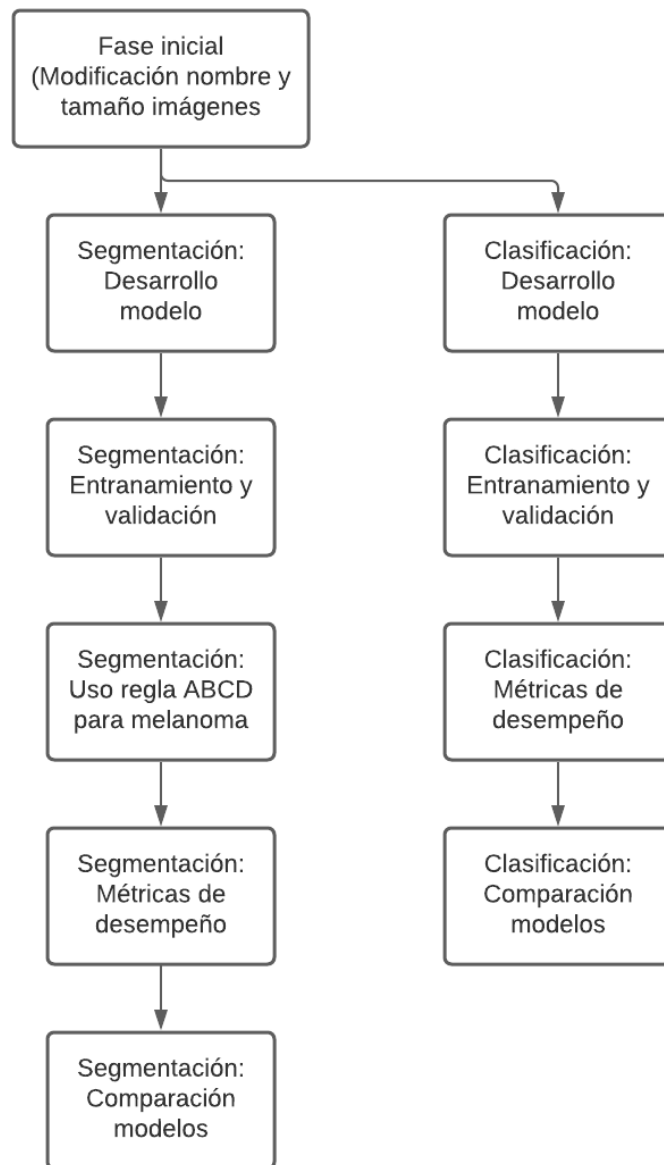 Fase inicial
(Modificación nombre y
tamaño imágenes
Segmentación:
Desarrollo
modelo
Clasificación:
Desarrollo
modelo
Segmentación:
Entranamiento y
validación
Clasificación:
Entranamiento y
validación
Segmentación:
Uso regla ABCD
para melanoma
Clasificación:
Métricas de
desempeño
Segmentación:
Métricas de
desempeño
Clasificación:
Comparación
modelos
Segmentación:
Comparación
modelos